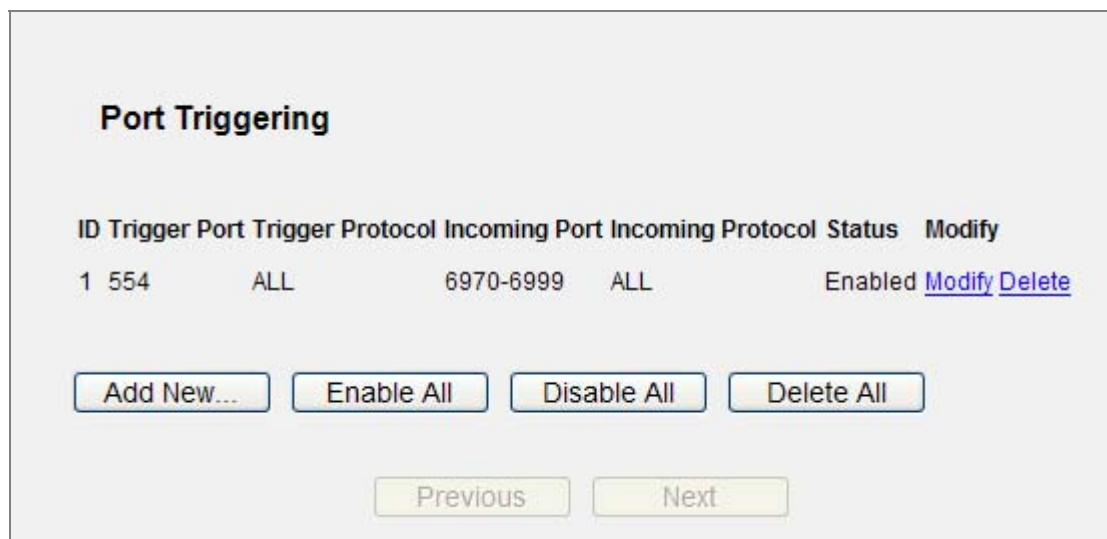 Port Triggering
ID Trigger Port Trigger Protocol Incoming Port Incoming Protocol Status Modify
1 554 ALL 6970-6999 ALL Enabled Modify Delete
Add New... Enable All Disable All Delete All
Previous Next